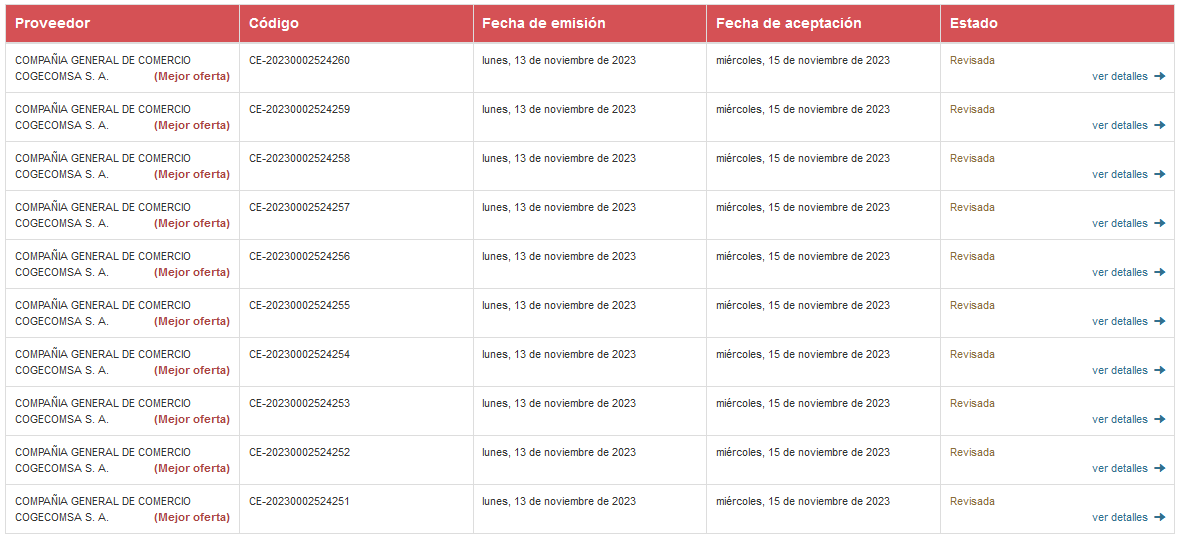 Proveedor Código Fecha de emisión Fecha de aceptación Estado
COMPAÑIA GENERAL DE COMERCIO CE-20230002524260 lunes, 13 de noviembre de 2023 miércoles, 15 de noviembre de 2023 Revisada
COGECOMSA S. A. (Mejor oferta) ver detalles
COMPAÑIA GENERAL DE COMERCIO CE-20230002524259 lunes, 13 de noviembre de 2023 miércoles, 15 de noviembre de 2023 Revisada
COGECOMSA S. A. (Mejor oferta) ver detalles
COMPAÑIA GENERAL DE COMERCIO CE-20230002524258 lunes, 13 de noviembre de 2023 miércoles, 15 de noviembre de 2023 Revisada
COGECOMSA S. A. (Mejor oferta) ver detalles
COMPAÑIA GENERAL DE COMERCIO CE-20230002524257 lunes, 13 de noviembre de 2023 miércoles, 15 de noviembre de 2023 Revisada
COGECOMSA S. A. (Mejor oferta) ver detalles
COMPAÑIA GENERAL DE COMERCIO CE-20230002524256 lunes, 13 de noviembre de 2023 miércoles, 15 de noviembre de 2023 Revisada
COGECOMSA S. A. (Mejor oferta) ver detalles
COMPAÑIA GENERAL DE COMERCIO CE-20230002524255 lunes, 13 de noviembre de 2023 miércoles, 15 de noviembre de 2023 Revisada
COGECOMSA S. A. (Mejor oferta) ver detalles
COMPAÑIA GENERAL DE COMERCIO CE-20230002524254 lunes, 13 de noviembre de 2023 miércoles, 15 de noviembre de 2023 Revisada
COGECOMSA S. A. (Mejor oferta) ver detalles
COMPAÑIA GENERAL DE COMERCIO CE-20230002524253 lunes, 13 de noviembre de 2023 miércoles, 15 de noviembre de 2023 Revisada
COGECOMSA S. A. (Mejor oferta) ver detalles
COMPAÑIA GENERAL DE COMERCIO CE-20230002524252 lunes, 13 de noviembre de 2023 miércoles, 15 de noviembre de 2023 Revisada
COGECOMSA S. A. (Mejor oferta) ver detalles
COMPAÑIA GENERAL DE COMERCIO CE-20230002524251 lunes, 13 de noviembre de 2023 miércoles, 15 de noviembre de 2023 Revisada
COGECOMSA S. A. (Mejor oferta) ver detalles